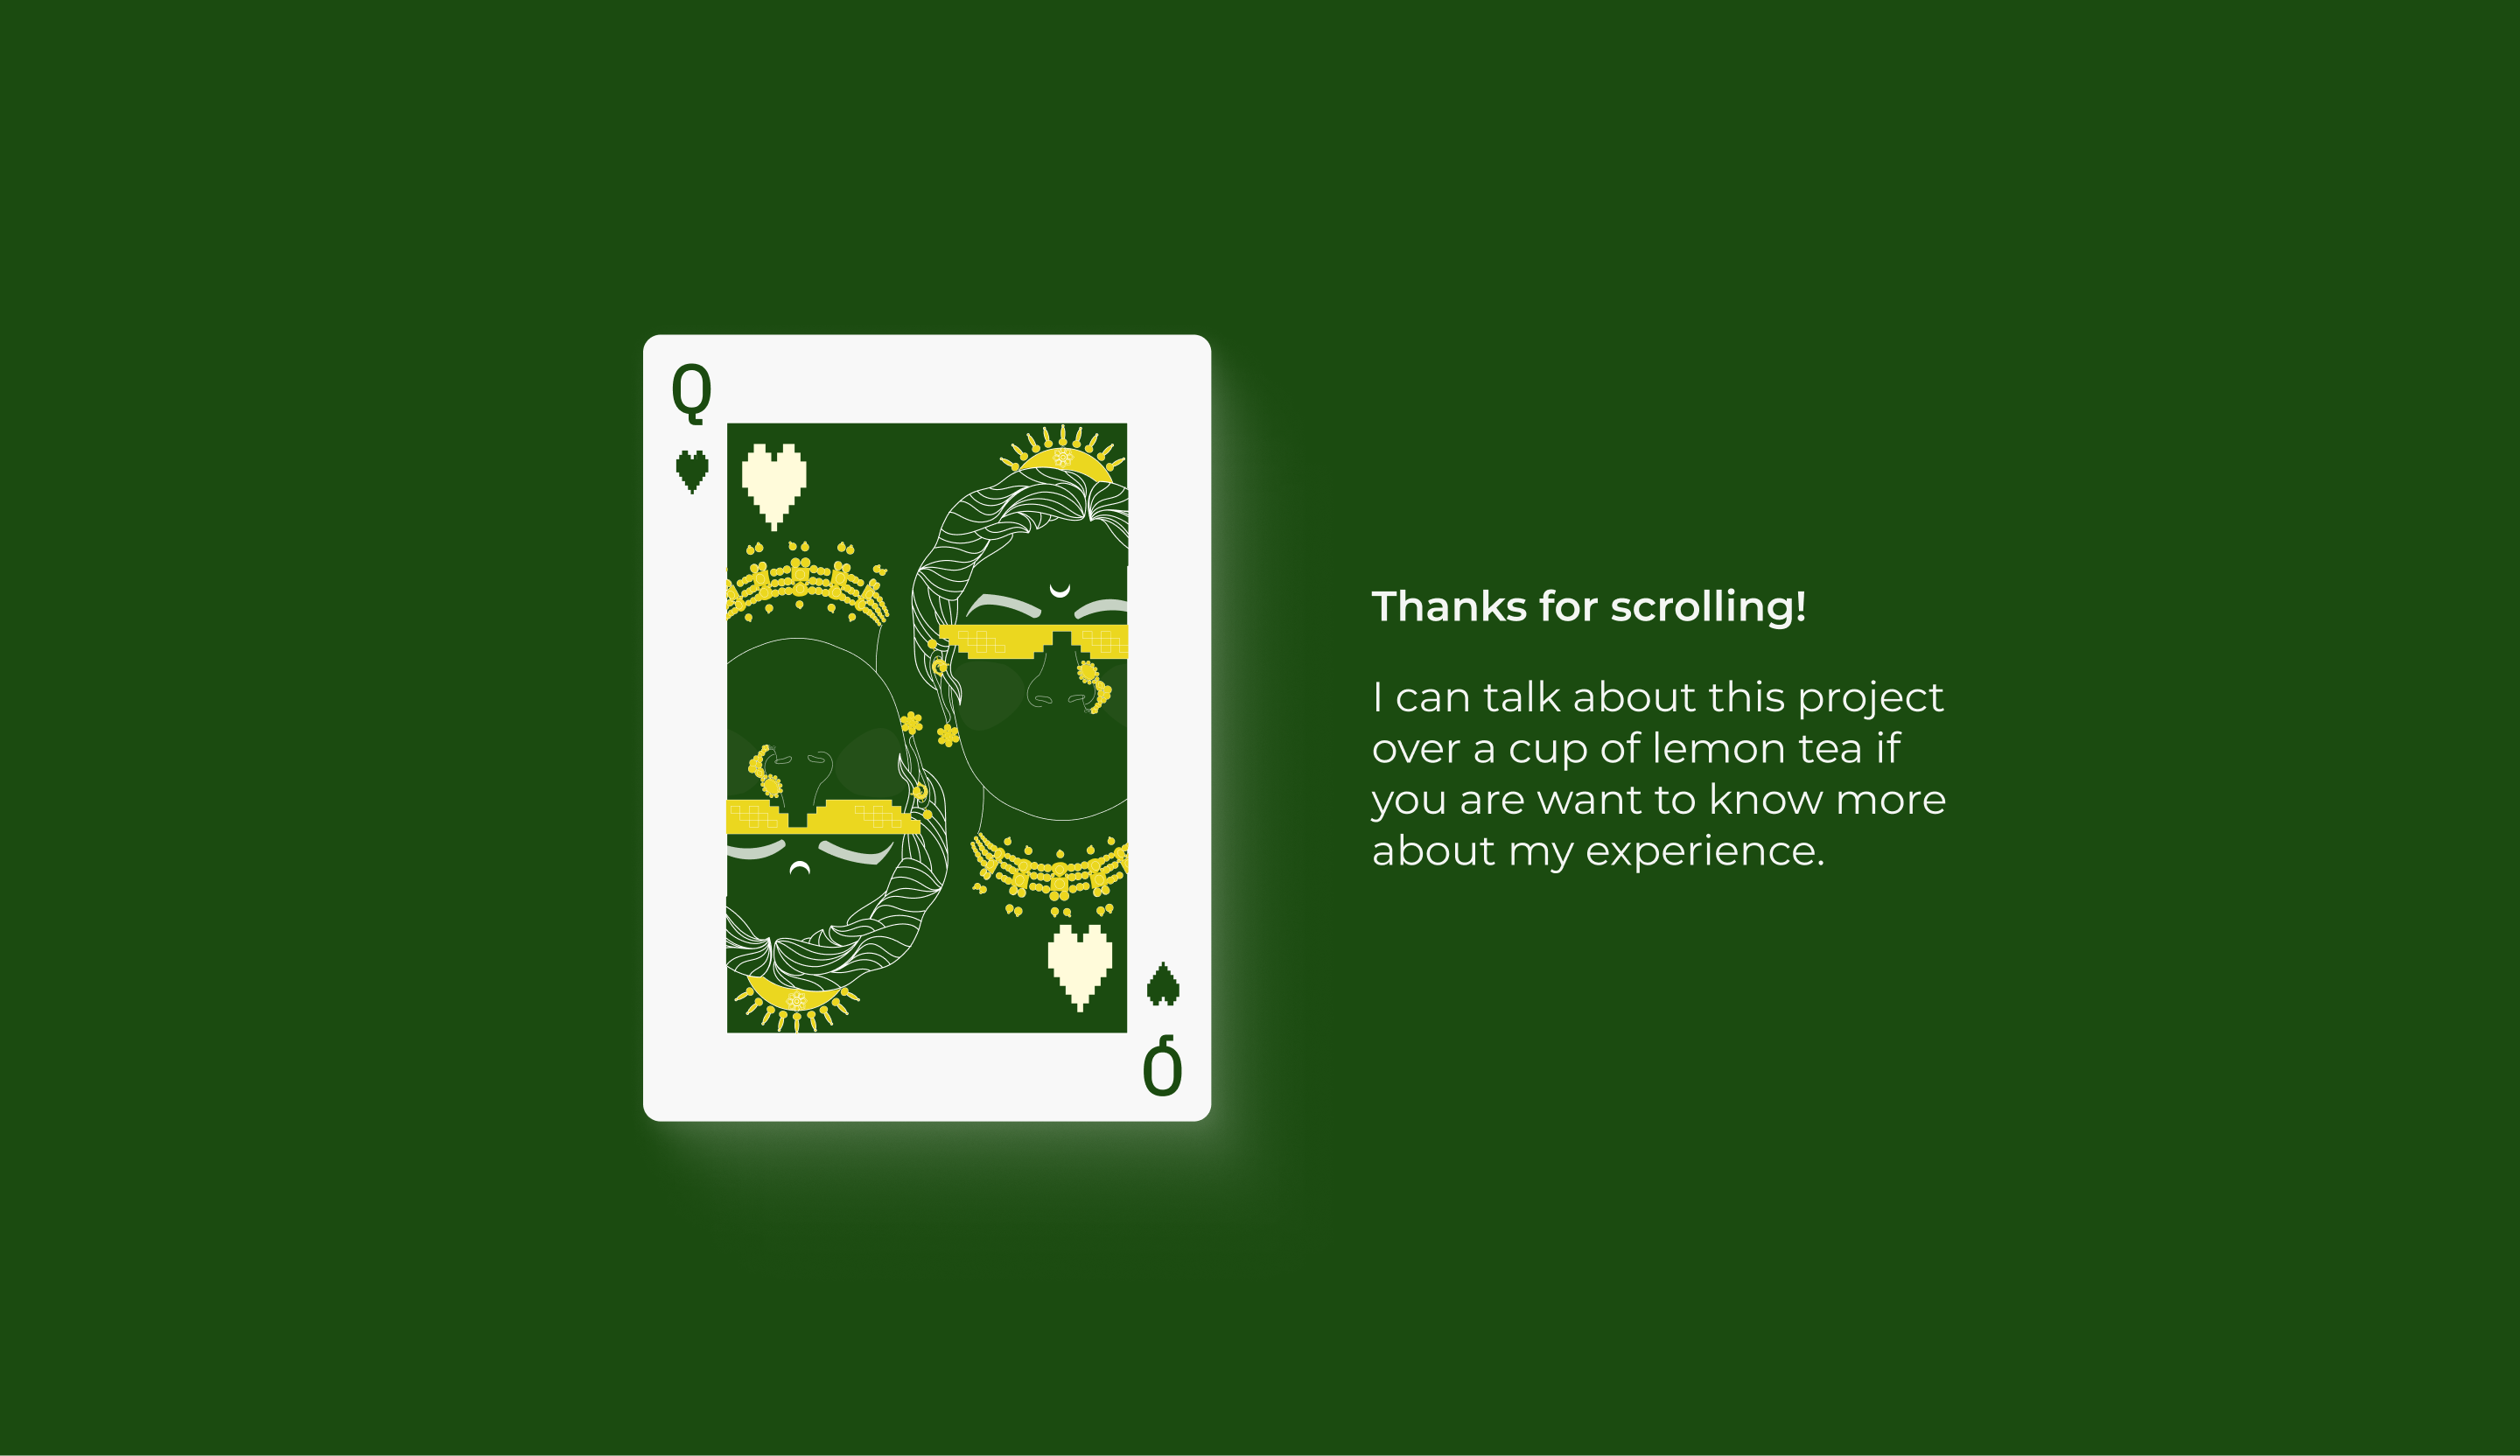 Q
Thanks for scrolling!
I can talk about this project
over a cup of lemon tea if
you are want to know more
about my experience.
Q